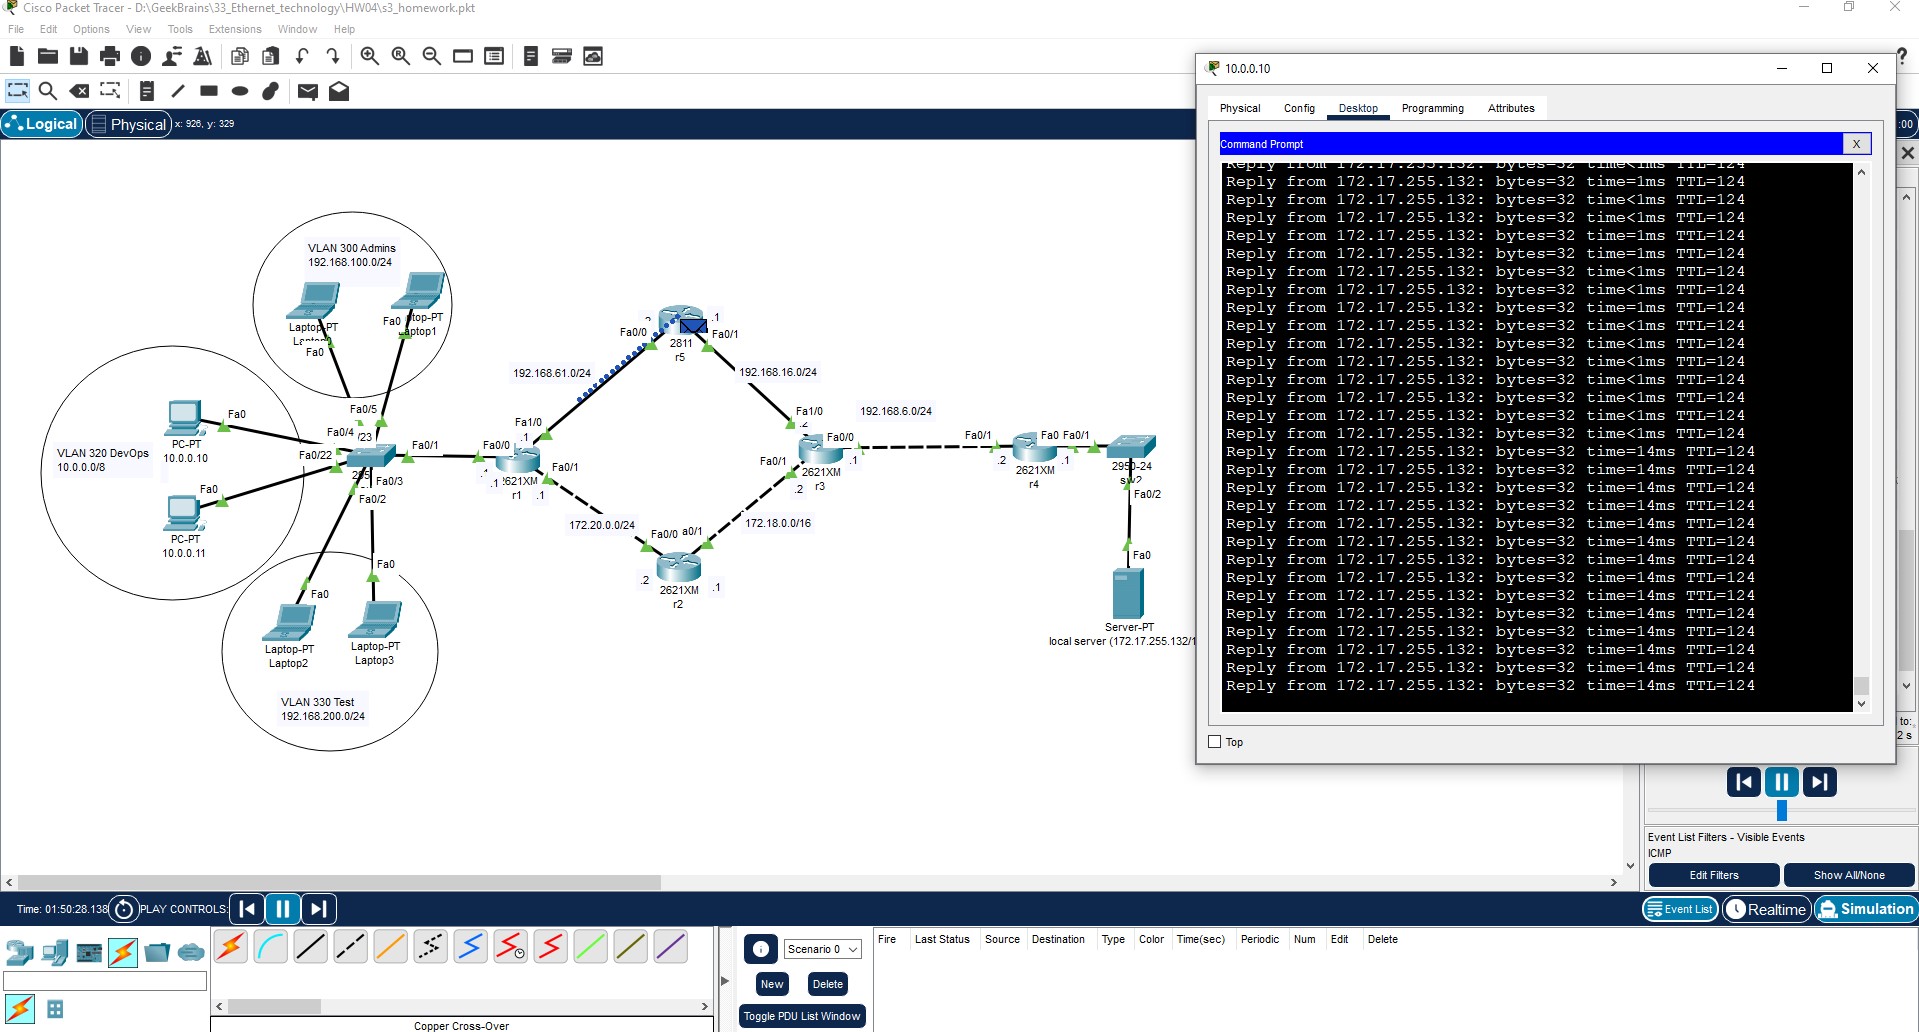 Cisco Packet Tracer - D:\GeekBrains\33_Ethernet_technology\HW04\s3_homework.pkt
File Edit Options View Tools Extensions Window Help
?
Logical Physical x: 926, y: 329
:00
VLAN 300 Admins
192.168.100.0/24
Laptop-PT
Fa0
Fa0
VLAN 320 DevOps
10.0.0.0/8
PC-PT
10.0.0.10
Fa0
PC-PT
10.0.0.11
Fa0
Fa0/5
Fa0/4
/23
Fa0/22
Fa0/1
Fa0/3
Fa0/2
Fa0
Fa0
Laptop-PT
Laptop2
Laptop-PT
Laptop3
VLAN 330 Test
192.168.200.0/24
Fa0/0
Fa1/0
.1
2621XM
r1
.1
.1
Fa0/1
192.168.61.0/24
Fa0/0
.1
Fa0/1
2811
r5
192.168.16.0/24
172.20.0.0/24
Fa0/0
a0/1
.2
2621XM
r2
.1
172.18.0.0/16
Fa1/0
.2
Fa0/0
.1
Fa0/1
.2
2621XM
r3
192.168.6.0/24
Fa0/1
.2
Fa0
Fa0/1
.1
2621XM
r4
2950-24
sw2
Fa0/2
Fa0
Server-PT
local server (172.17.255.132/1
10.0.0.10
Physical Config Desktop Programming Attributes
Command Prompt
X
Reply from 172.17.255.132: bytes=32 time<1ms TTL=124
Reply from 172.17.255.132: bytes=32 time=1ms TTL=124
Reply from 172.17.255.132: bytes=32 time<1ms TTL=124
Reply from 172.17.255.132: bytes=32 time<1ms TTL=124
Reply from 172.17.255.132: bytes=32 time=1ms TTL=124
Reply from 172.17.255.132: bytes=32 time=1ms TTL=124
Reply from 172.17.255.132: bytes=32 time<1ms TTL=124
Reply from 172.17.255.132: bytes=32 time<1ms TTL=124
Reply from 172.17.255.132: bytes=32 time=1ms TTL=124
Reply from 172.17.255.132: bytes=32 time<1ms TTL=124
Reply from 172.17.255.132: bytes=32 time<1ms TTL=124
Reply from 172.17.255.132: bytes=32 time<1ms TTL=124
Reply from 172.17.255.132: bytes=32 time<1ms TTL=124
Reply from 172.17.255.132: bytes=32 time<1ms TTL=124
Reply from 172.17.255.132: bytes=32 time<1ms TTL=124
Reply from 172.17.255.132: bytes=32 time<1ms TTL=124
Reply from 172.17.255.132: bytes=32 time=14ms TTL=124
Reply from 172.17.255.132: bytes=32 time=14ms TTL=124
Reply from 172.17.255.132: bytes=32 time=14ms TTL=124
Reply from 172.17.255.132: bytes=32 time=14ms TTL=124
Reply from 172.17.255.132: bytes=32 time=14ms TTL=124
Reply from 172.17.255.132: bytes=32 time=14ms TTL=124
Reply from 172.17.255.132: bytes=32 time=14ms TTL=124
Reply from 172.17.255.132: bytes=32 time=14ms TTL=124
Reply from 172.17.255.132: bytes=32 time=14ms TTL=124
Reply from 172.17.255.132: bytes=32 time=14ms TTL=124
Reply from 172.17.255.132: bytes=32 time=14ms TTL=124
Reply from 172.17.255.132: bytes=32 time=14ms TTL=124
Reply from 172.17.255.132: bytes=32 time=14ms TTL=124
Reply from 172.17.255.132: bytes=32 time=14ms TTL=124
Top
to:
2 s
Event List Filters - Visible Events
ICMP
Edit Filters Show All/None
Time: 01:50:28.138 PLAY CONTROLS:
Event List Realtime Simulation
Scenario 0
New Delete
Toggle PDU List Window
Fire Last Status Source Destination Type Color Time(sec) Periodic Num Edit Delete
Copper Cross-Over